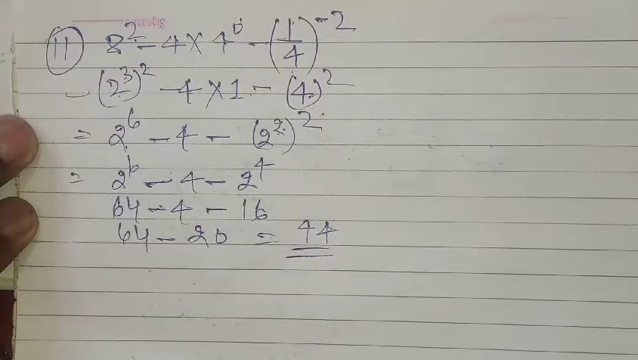 Signature
11) 8² - 4 × 4⁰ - (1/4)⁻²
- (2³)² - 4 × 1 - (4)²
= 2⁶ - 4 - (2²)²
= 2⁶ - 4 - 2⁴
64 - 4 - 16
64 - 20 = 44